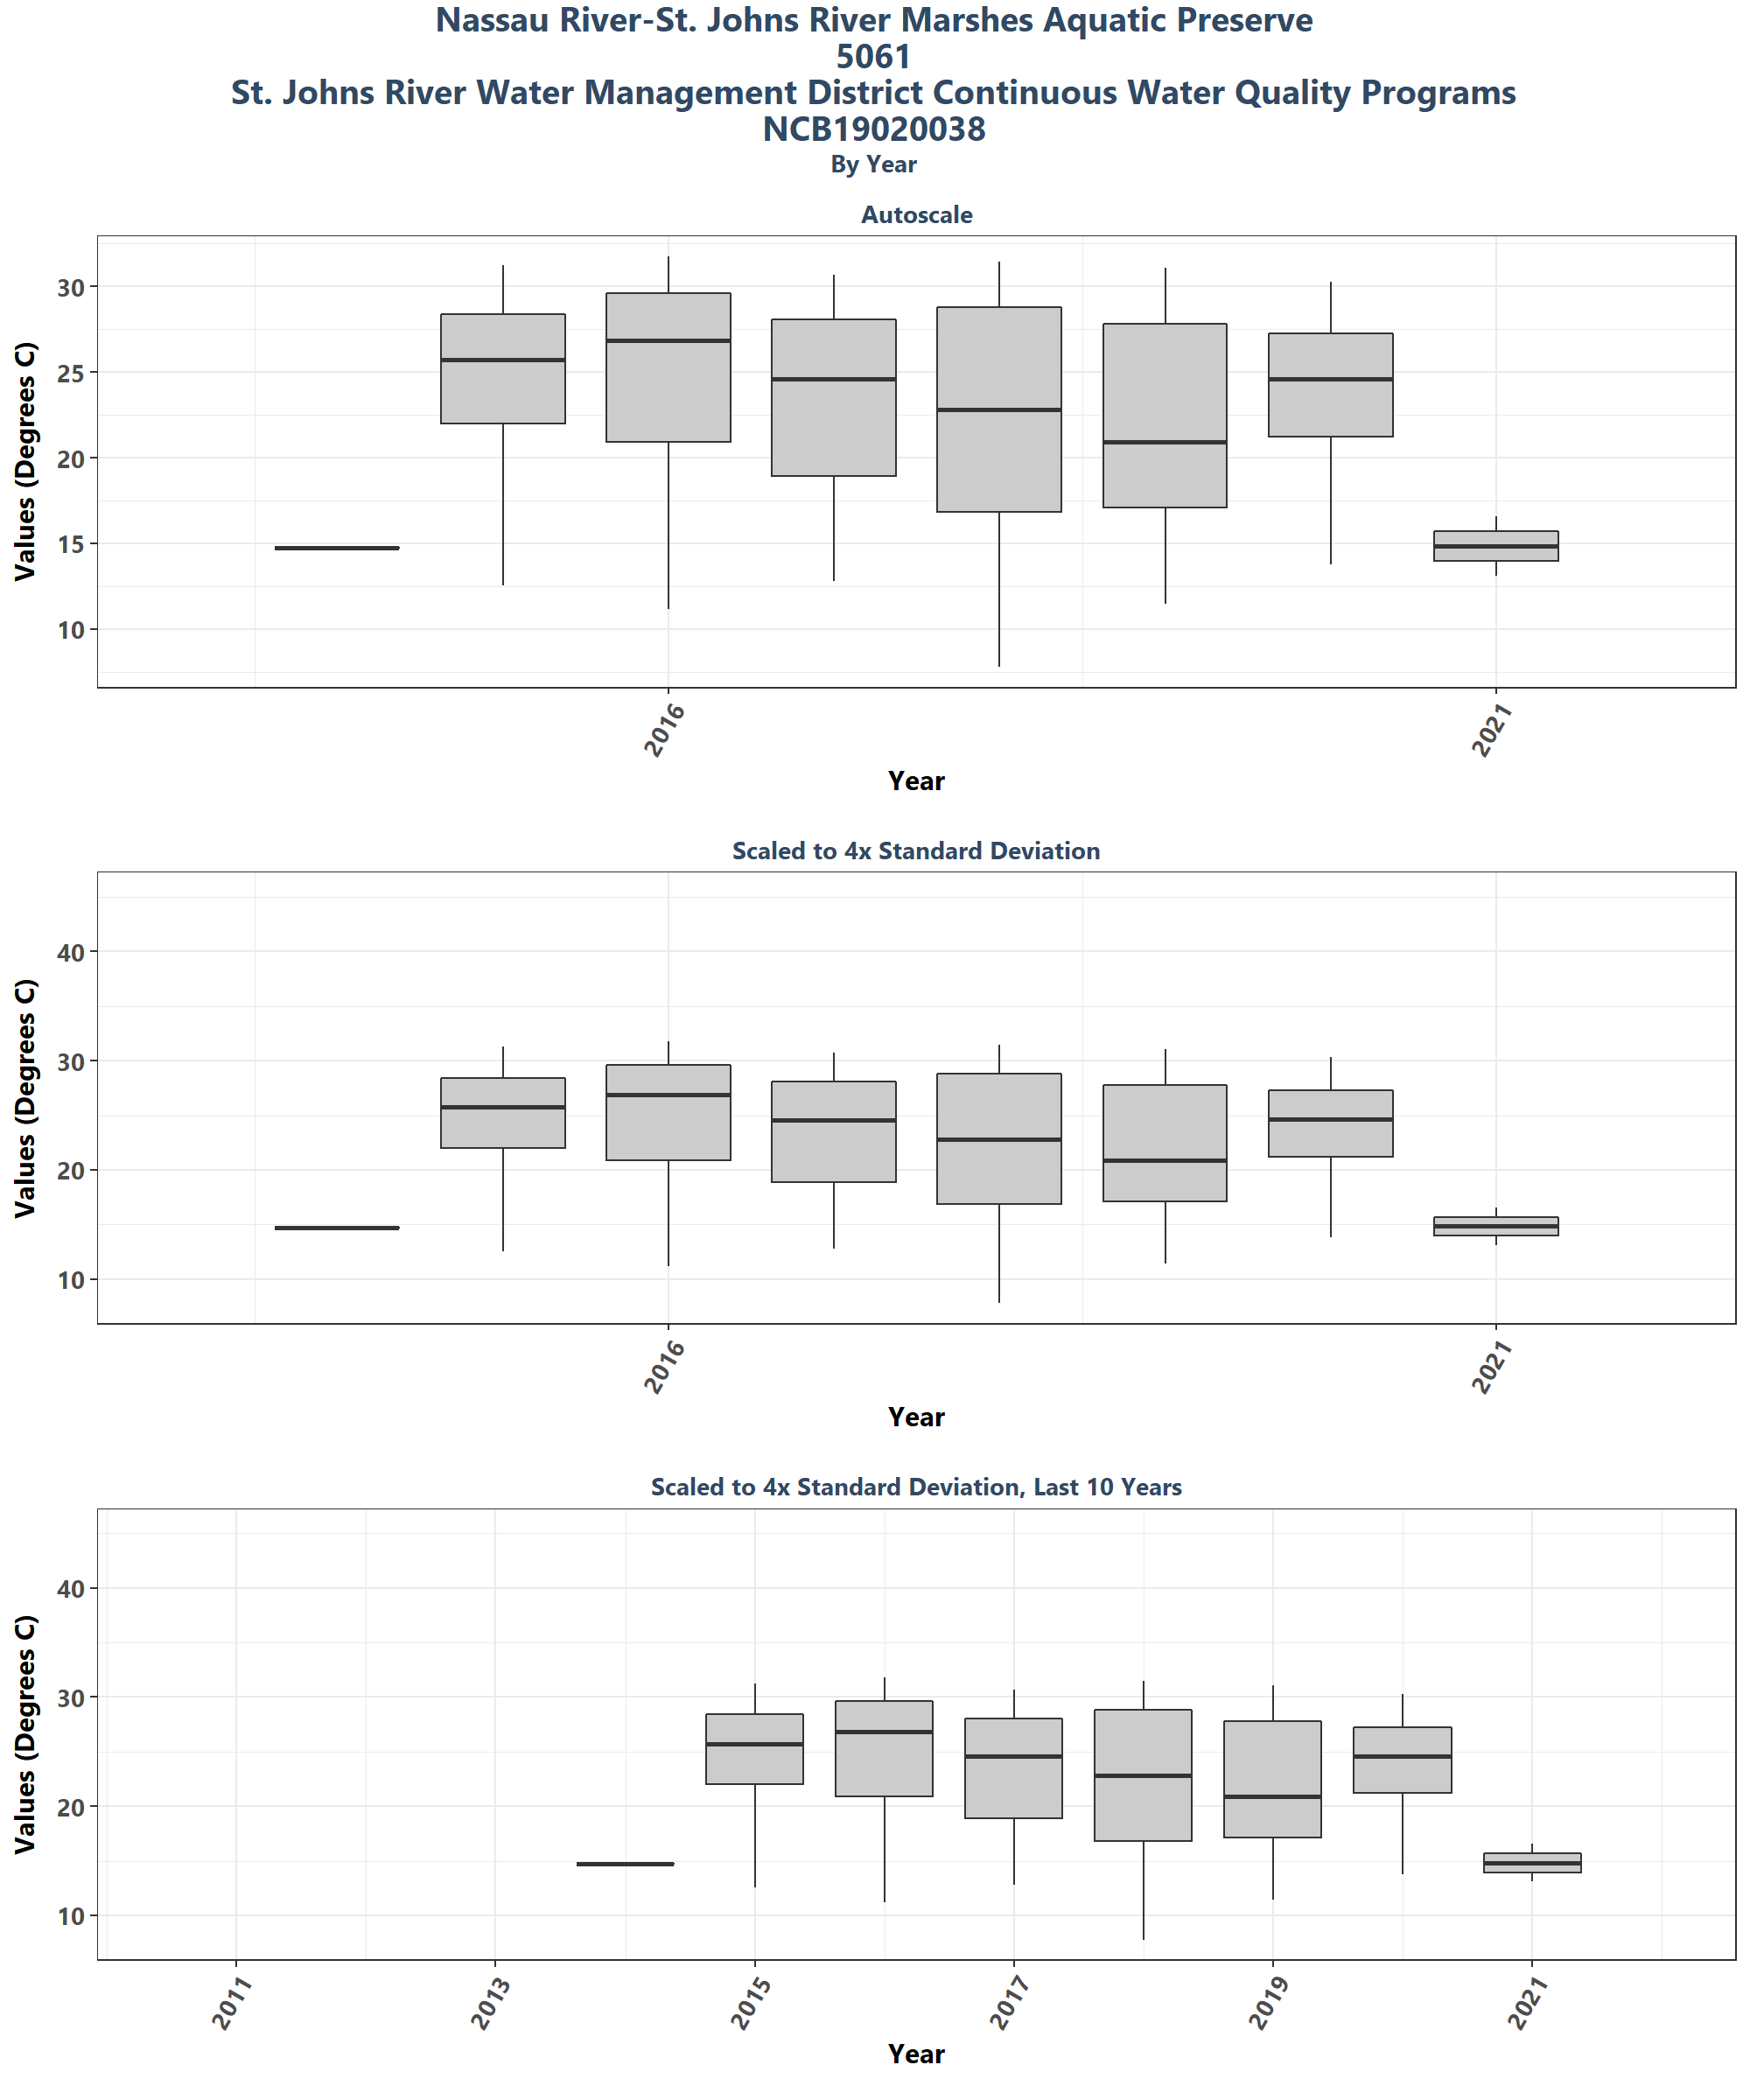 Nassau River-St. Johns River Marshes Aquatic Preserve
5061
St. Johns River Water Management District Continuous Water Quality Programs
NCB19020038
By Year
Autoscale
Values (Degrees C)
30
25
20
15
10
2016
2021
Year
Scaled to 4x Standard Deviation
Values (Degrees C)
40
30
20
10
2016
2021
Year
Scaled to 4x Standard Deviation, Last 10 Years
Values (Degrees C)
40
30
20
10
2011
2013
2015
2017
2019
2021
Year